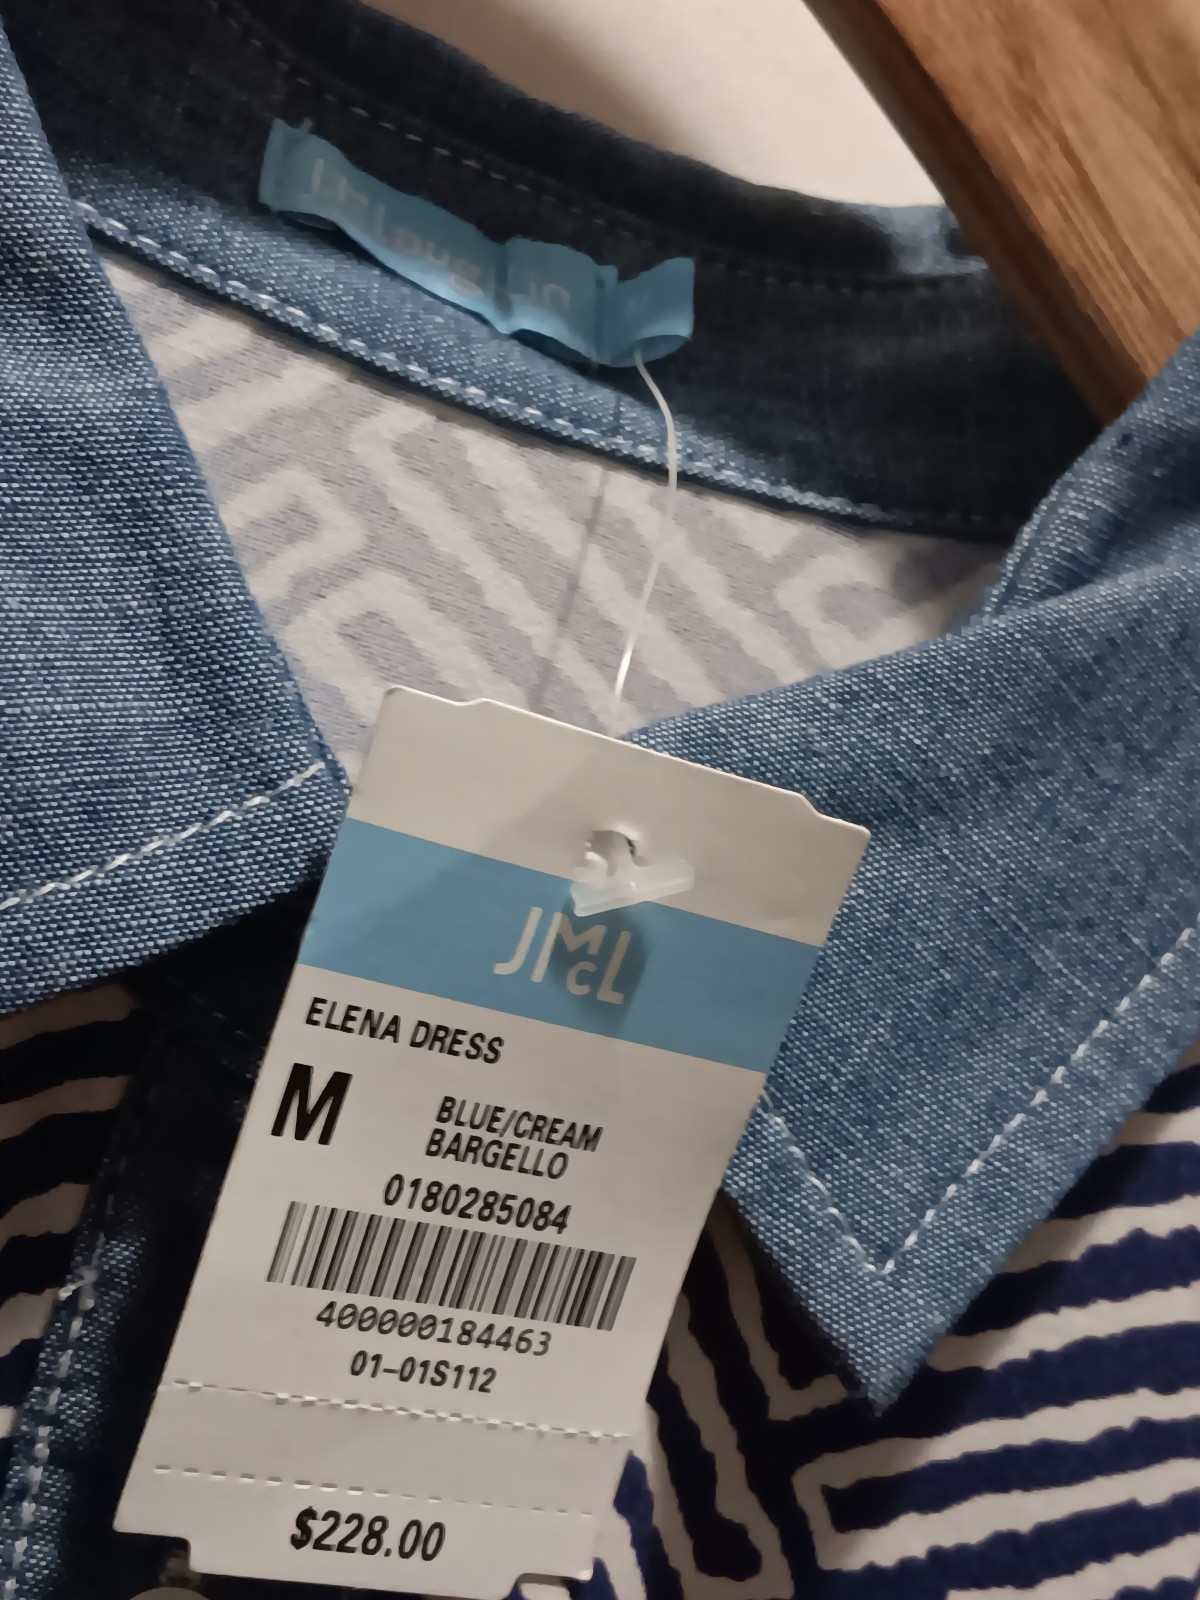 JMcL
ELENA DRESS
M
BLUE/CREAM
BARGELLO
0180285084
400000184463
01-01S112
$228.00